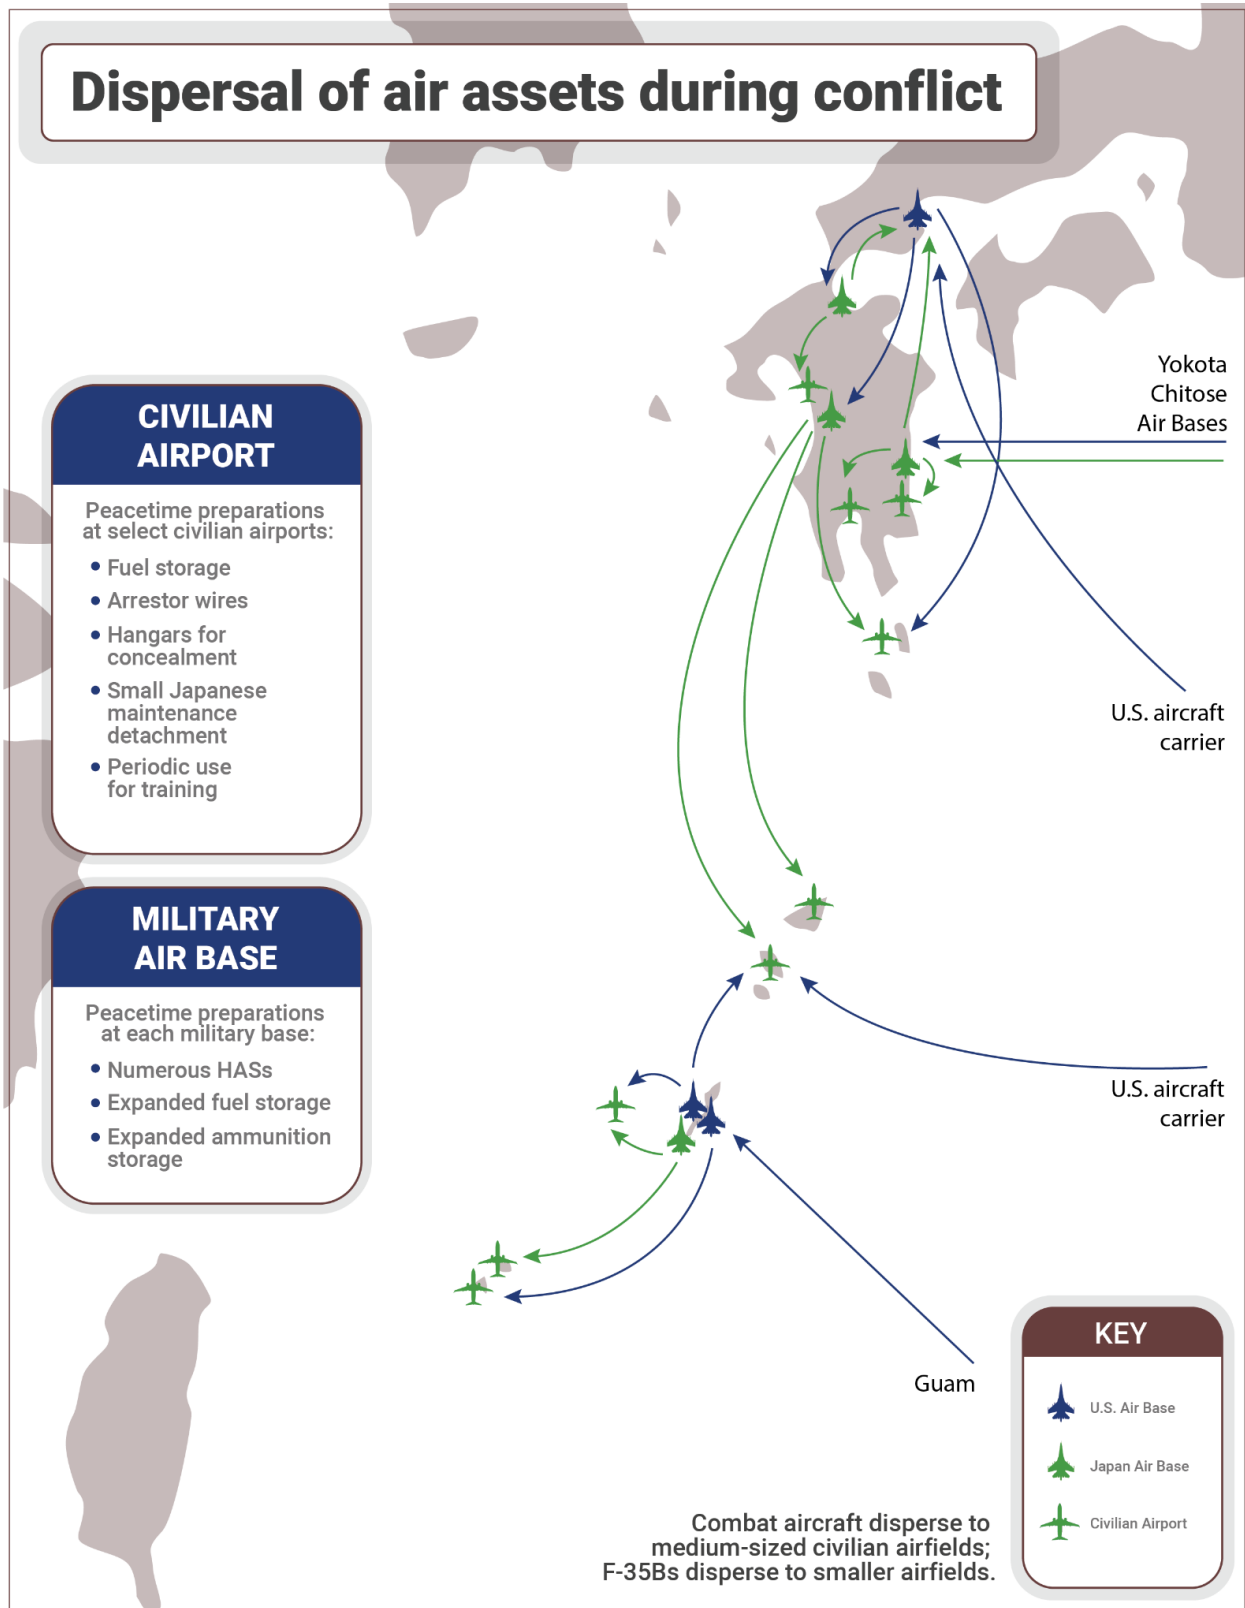 Dispersal of air assets during conflict
Yokota
Chitose
Air Bases
CIVILIAN
AIRPORT
Peacetime preparations
at select civilian airports:
• Fuel storage
• Arrestor wires
• Hangars for
concealment
• Small Japanese
maintenance
detachment
• Periodic use
for training
U.S. aircraft
carrier
MILITARY
AIR BASE
Peacetime preparations
at each military base:
• Numerous HASs
• Expanded fuel storage
• Expanded ammunition
storage
U.S. aircraft
carrier
Guam
KEY
U.S. Air Base
Japan Air Base
Civilian Airport
Combat aircraft disperse to
medium-sized civilian airfields;
F-35Bs disperse to smaller airfields.